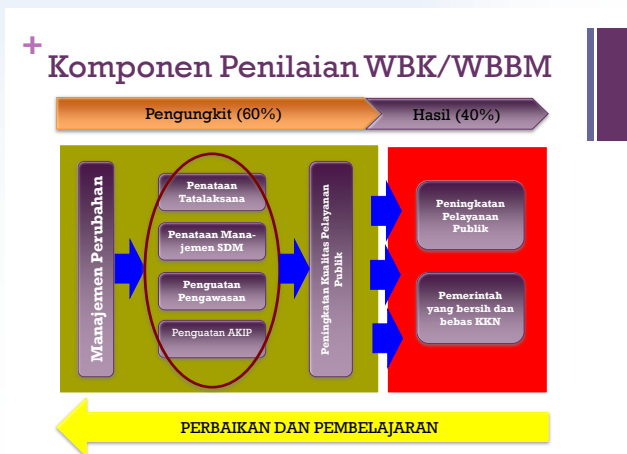 +
Komponen Penilaian WBK/WBBM
Pengungkit (60%)
Hasil (40%)
Manajemen Perubahan
Penataan
Tatalaksana
Penataan Mana-
jemen SDM
Penguatan
Pengawasan
Penguatan AKIP
Peningkatan Kualitas Pelayanan
Publik
Peningkatan
Pelayanan
Publik
Pemerintah
yang bersih dan
bebas KKN
PERBAIKAN DAN PEMBELAJARAN